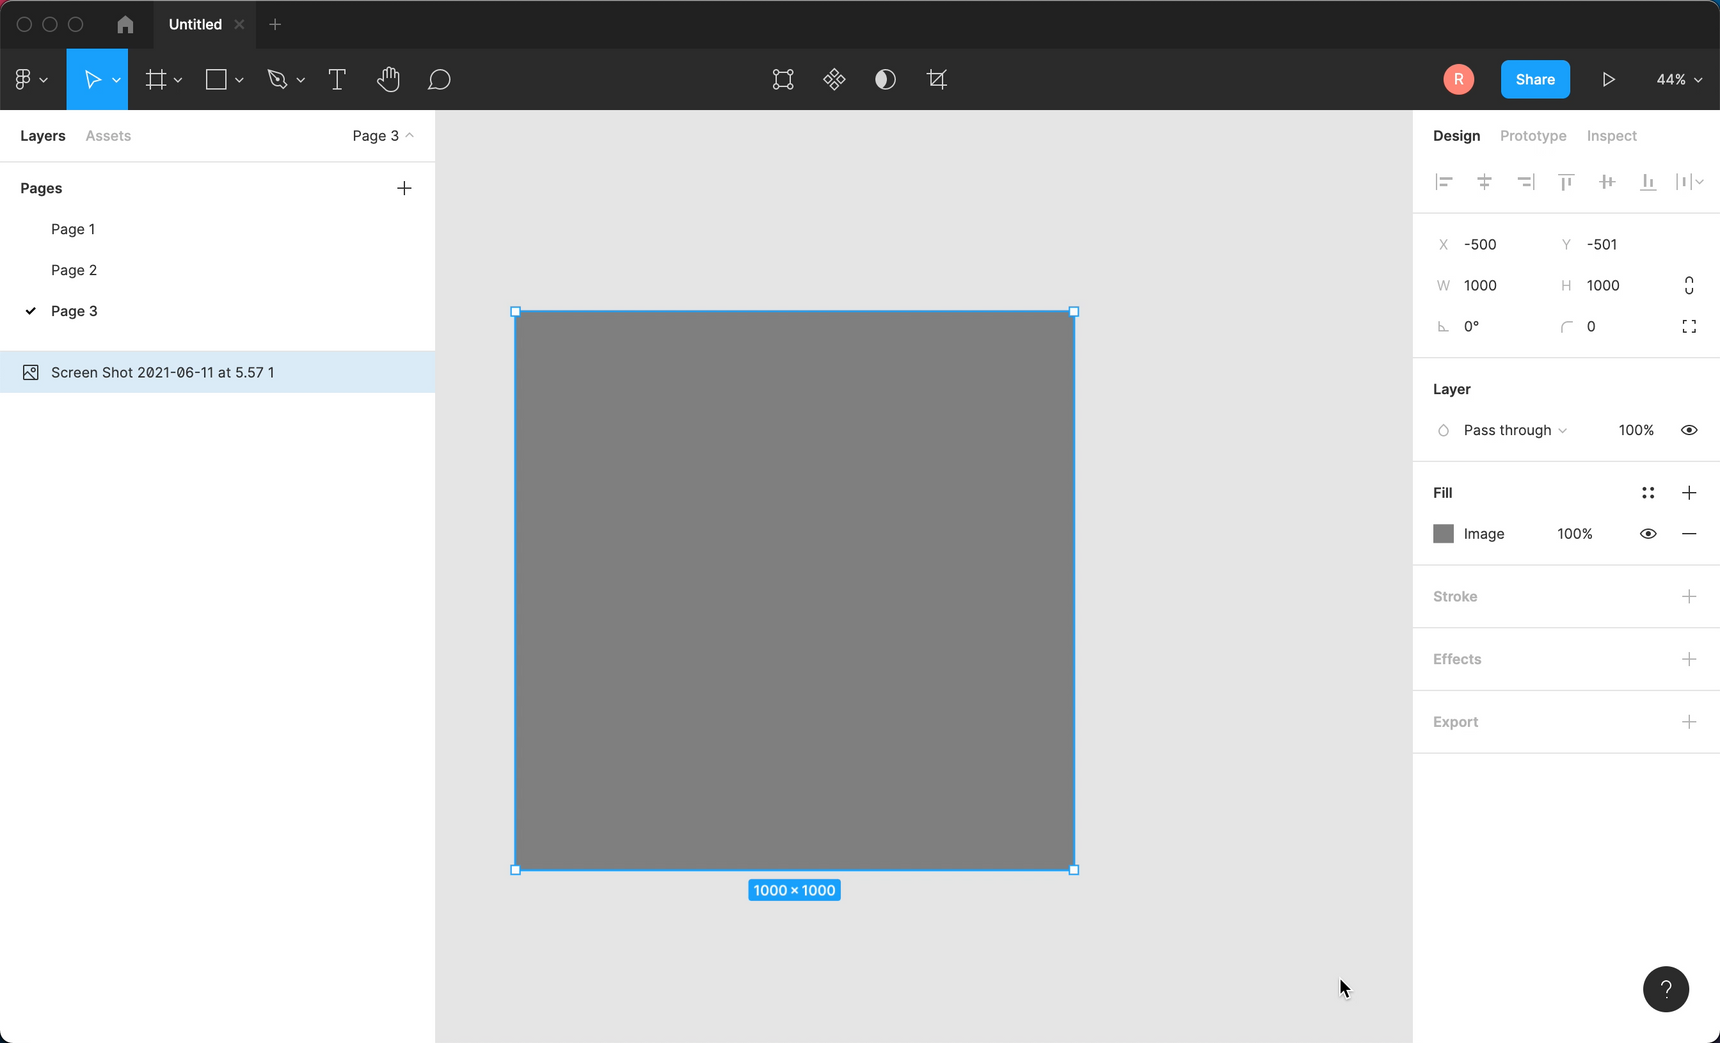 Untitled
R
Share
44%
Layers
Assets
Page 3
Design
Prototype
Inspect
Pages
Page 1
Page 2
Page 3
Screen Shot 2021-06-11 at 5.57 1
X -500
Y -501
W 1000
H 1000
0°
0
Layer
Pass through
100%
Fill
Image
100%
Stroke
Effects
Export
1000 × 1000
?